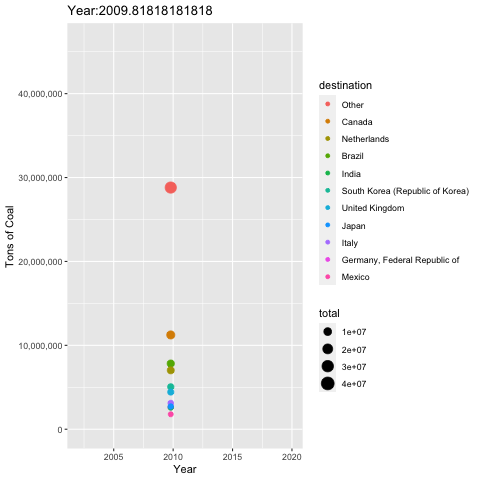 Year:2009.81818181818
Tons of Coal
40,000,000
30,000,000
20,000,000
10,000,000
0
2005
2010
2015
2020
Year
destination
Other
Canada
Netherlands
Brazil
India
South Korea (Republic of Korea)
United Kingdom
Japan
Italy
Germany, Federal Republic of
Mexico
total
1e+07
2e+07
3e+07
4e+07